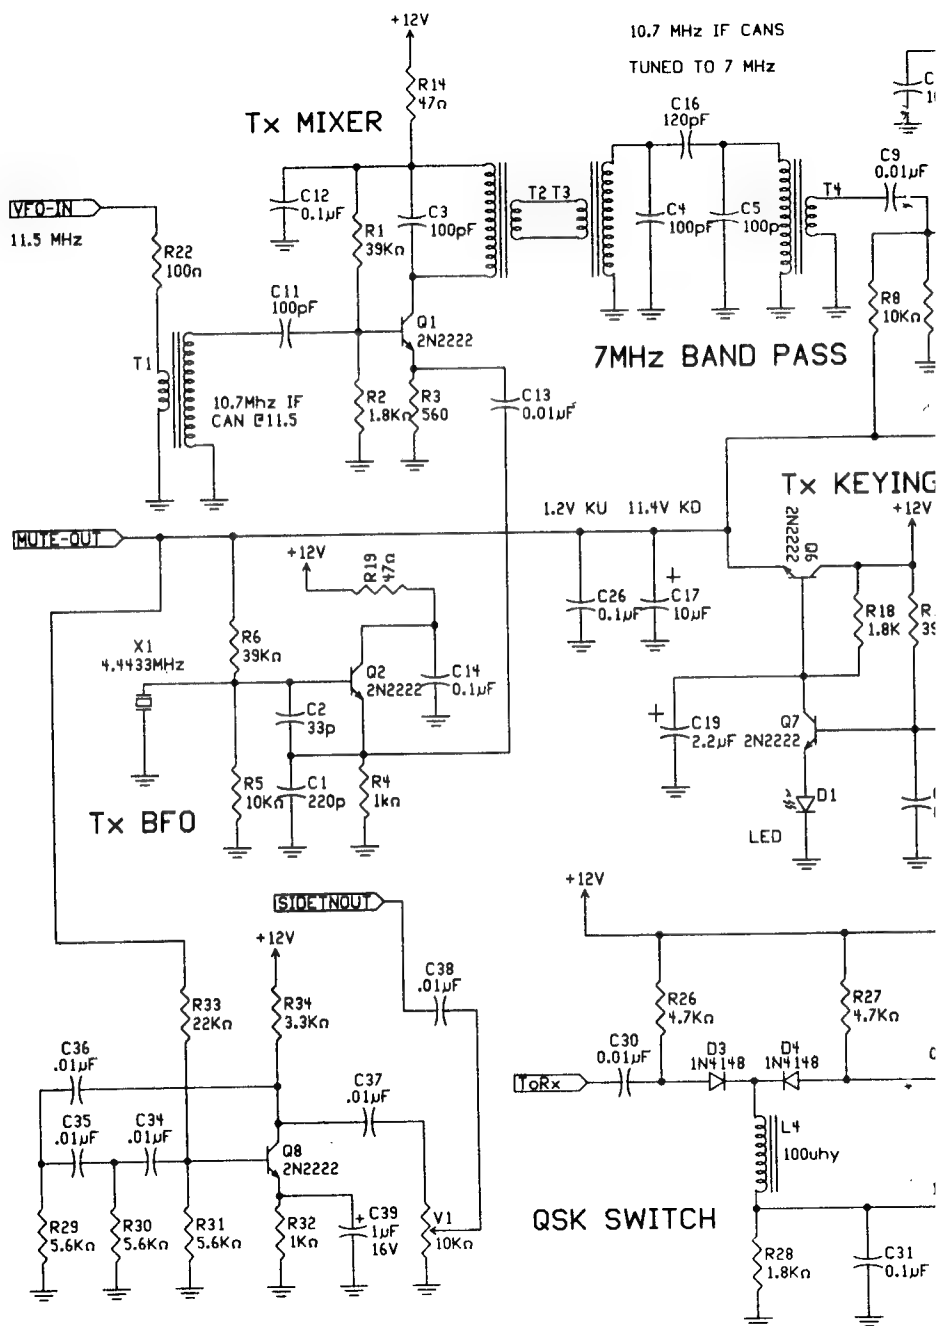 +12V
10.7 MHz IF CANS
TUNED TO 7 MHz
R14
47Ω
Tx MIXER
C16
120pF
C12
0.1µF
C3
100pF
R1
39KΩ
T2 T3
C4
100pF
C5
100p
T4
C9
0.01µF
VFO-IN
11.5 MHz
R22
100Ω
C11
100pF
Q1
2N2222
R8
10KΩ
7MHz BAND PASS
T1
10.7Mhz IF
CAN @11.5
R2
1.8KΩ
R3
560
C13
0.01µF
Tx KEYING
MUTE-OUT
1.2V KU 11.4V KD
Q6
2N2222
+12V
+12V
R19
47Ω
C26
0.1µF
+
C17
10µF
R18
1.8K
X1
4.4433MHz
R6
39KΩ
Q2
2N2222
C14
0.1µF
C2
33p
+
C19
2.2µF
Q7
2N2222
R5
10KΩ
C1
220p
R4
1kΩ
D1
LED
Tx BFO
SIDETNOUT
+12V
+12V
C38
.01µF
R33
22KΩ
R34
3.3KΩ
R26
4.7KΩ
R27
4.7KΩ
C36
.01µF
C37
.01µF
C30
0.01µF
D3
1N4148
D4
1N4148
ToRx
C35
.01µF
C34
.01µF
Q8
2N2222
L4
100uhy
QSK SWITCH
R29
5.6KΩ
R30
5.6KΩ
R31
5.6KΩ
R32
1KΩ
+
C39
1µF
16V
V1
10KΩ
R28
1.8KΩ
C31
0.1µF